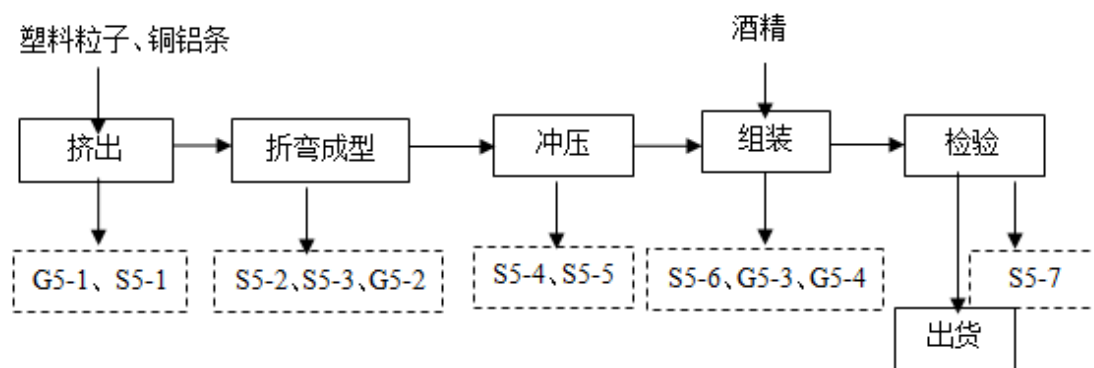 塑料粒子、铜铝条
酒精
挤出
折弯成型
冲压
组装
检验
G5-1、S5-1
S5-2、S5-3、G5-2
S5-4、S5-5
S5-6、G5-3、G5-4
S5-7
出货